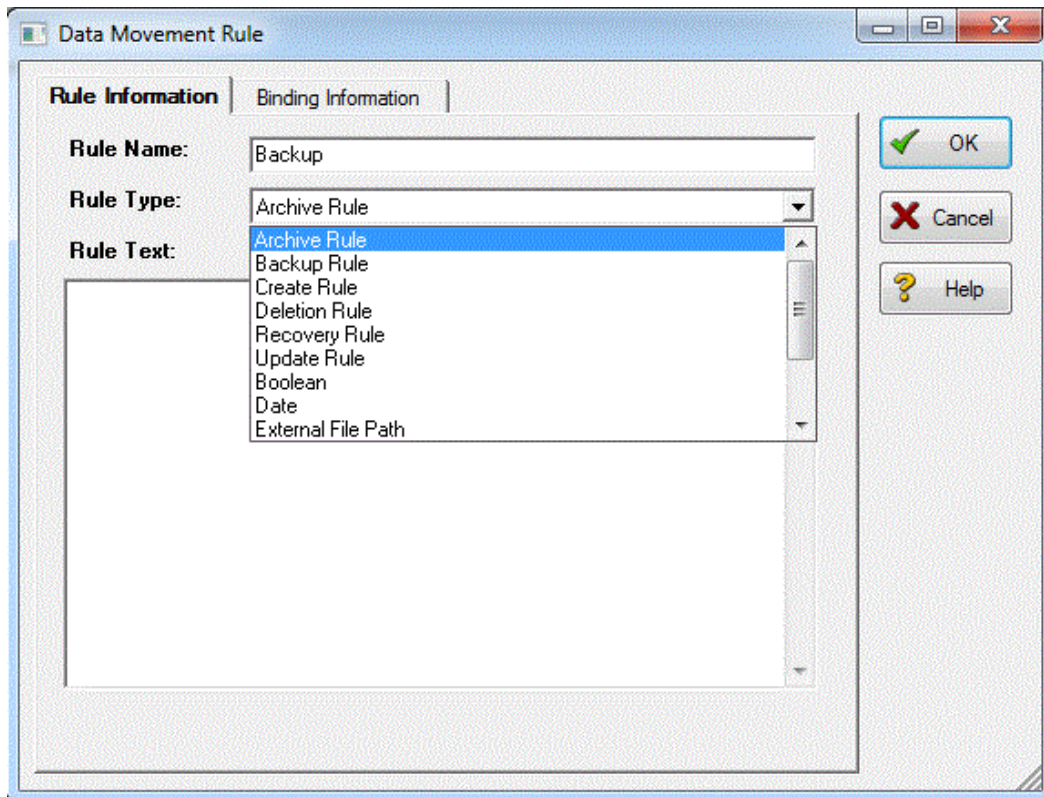 Data Movement Rule
Rule Information
Binding Information
Rule Name:
Backup
OK
Rule Type:
Archive Rule
Cancel
Rule Text:
Archive Rule
Backup Rule
Create Rule
Deletion Rule
Recovery Rule
Update Rule
Boolean
Date
External File Path
Help